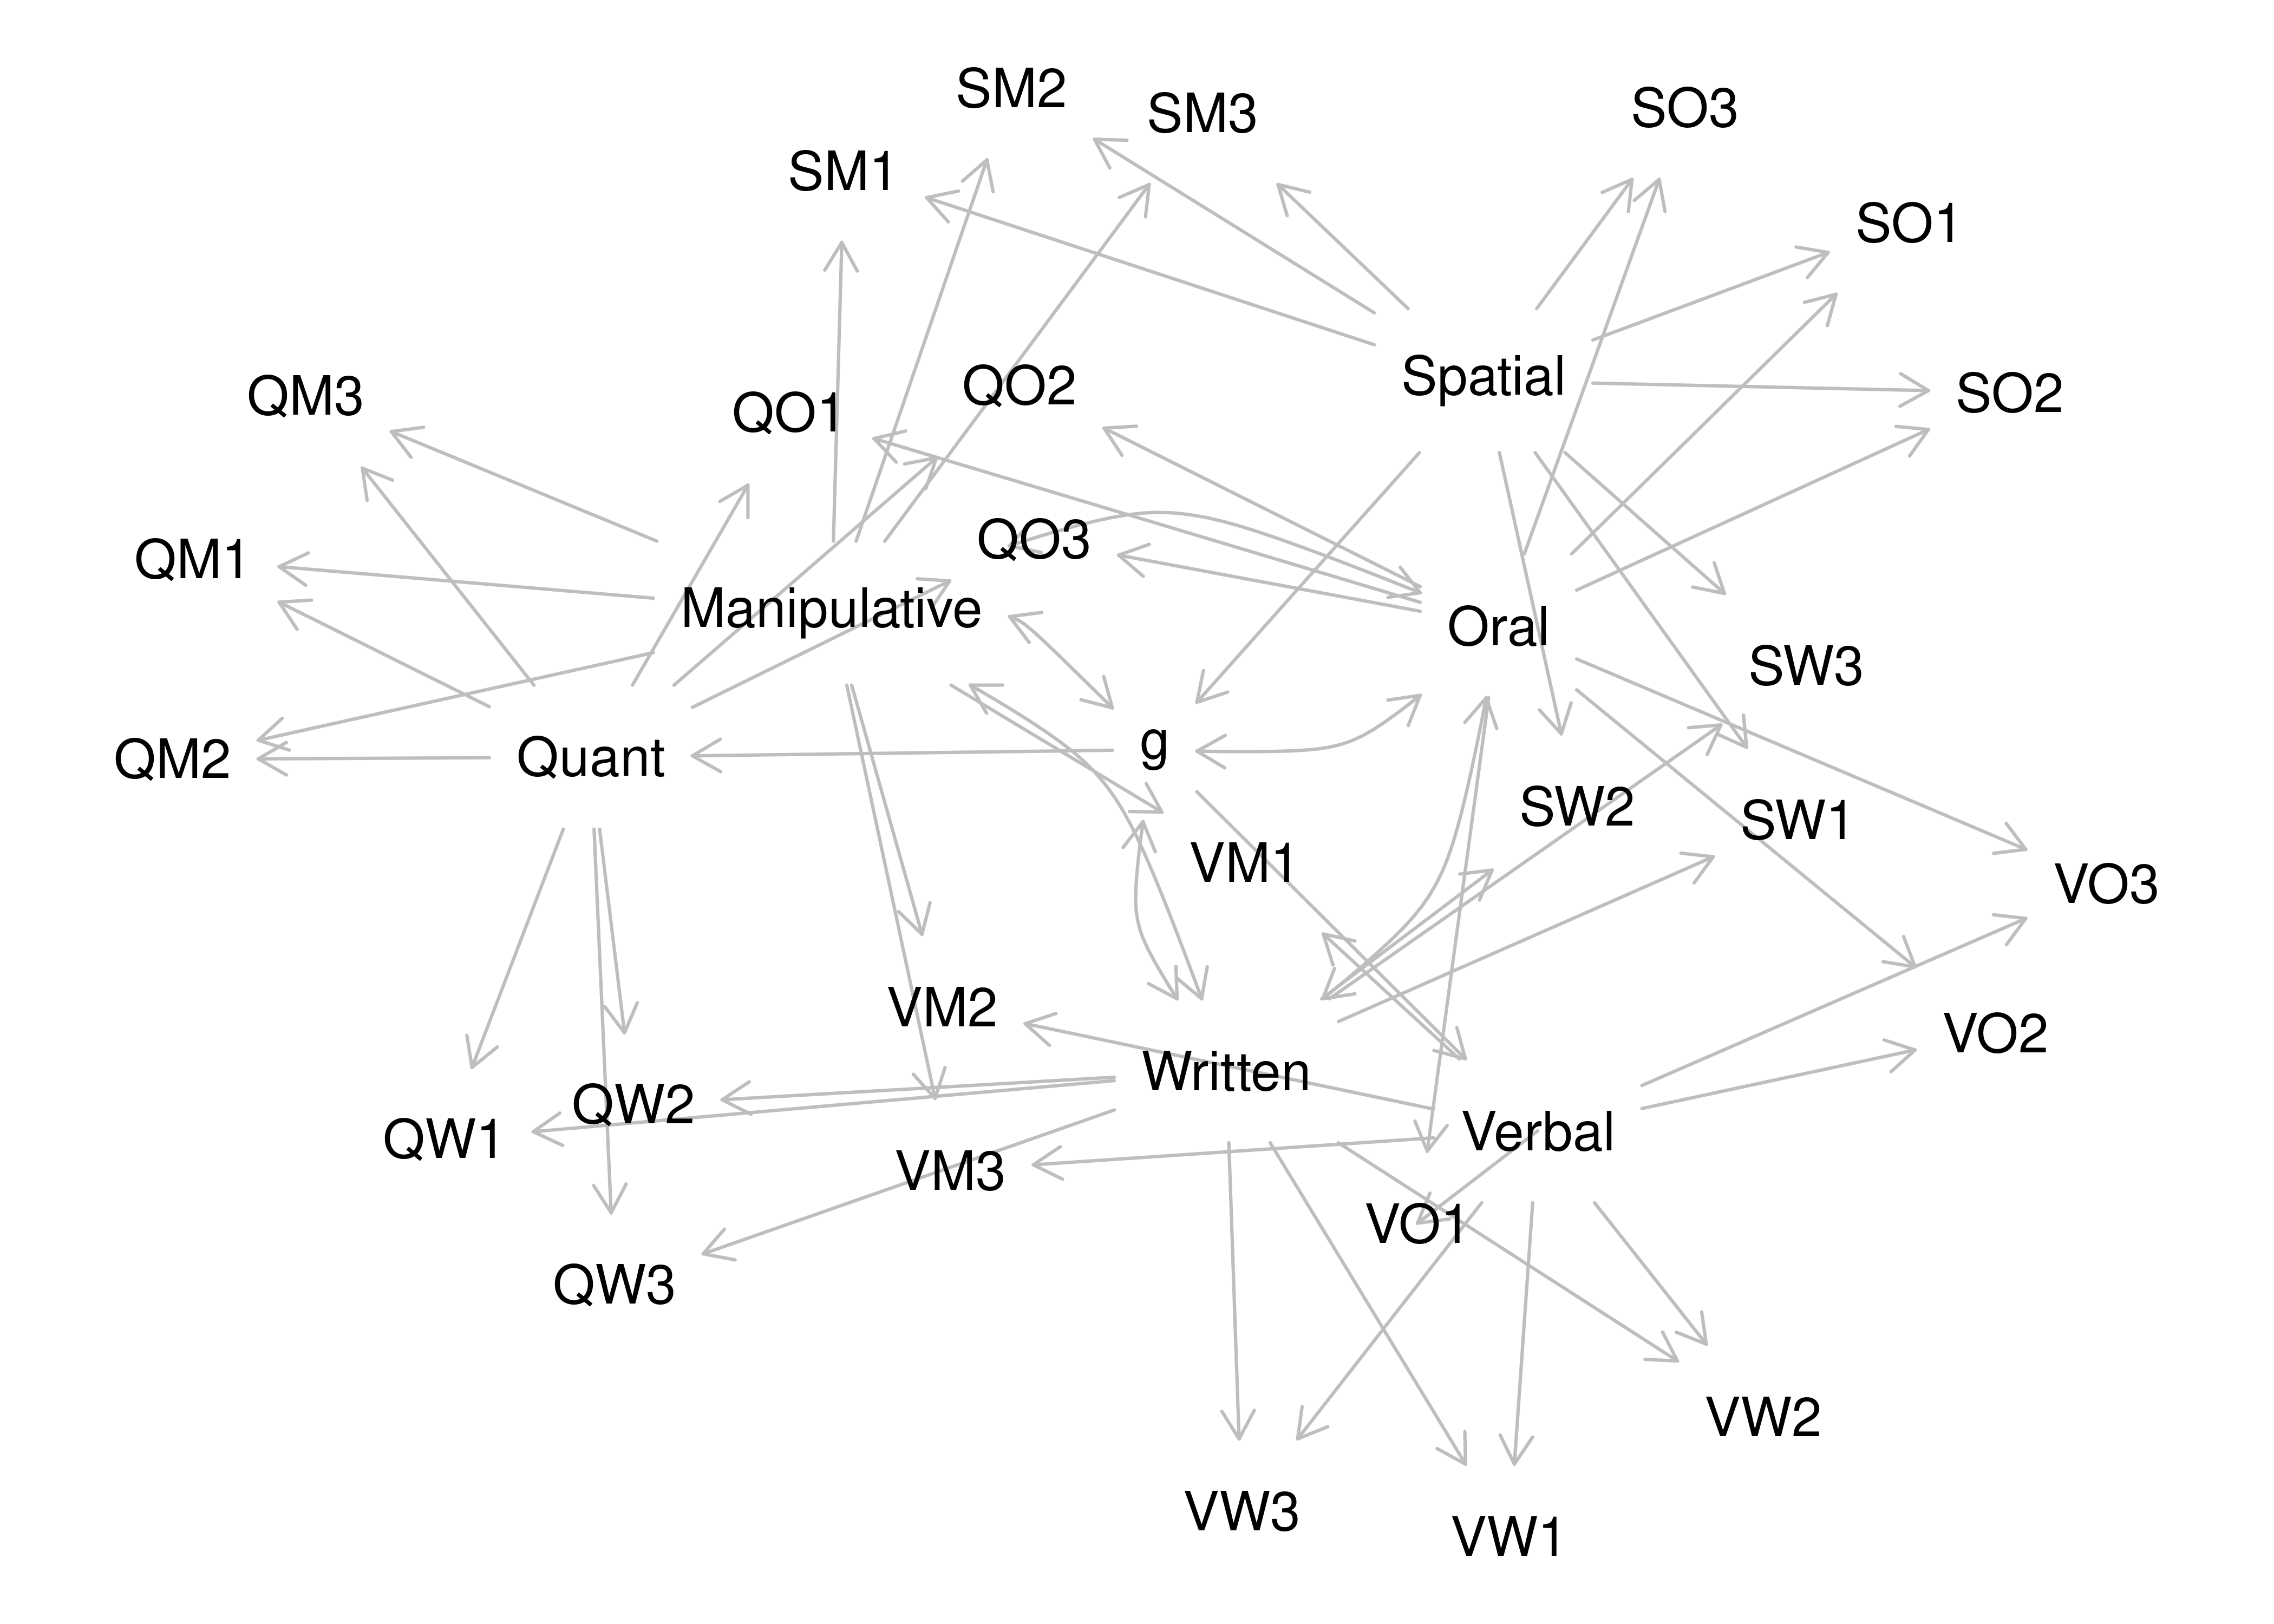 SM2
SM3
SO3
SM1
SO1
Spatial
QO2
SO2
QM3
QO1
QO3
QM1
Manipulative
Oral
SW3
g
Quant
QM2
SW2
SW1
VM1
VO3
VM2
VO2
Written
QW2
Verbal
QW1
VM3
VO1
QW3
VW2
VW3
VW1